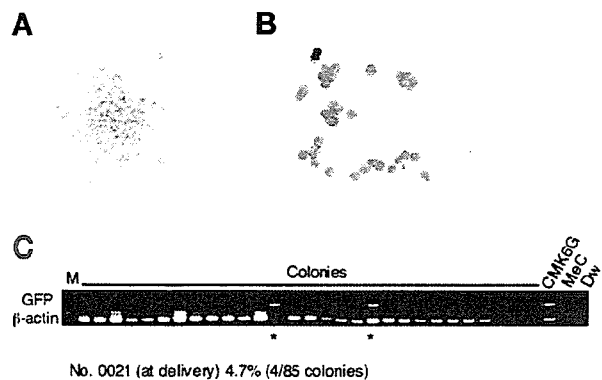 A
B
C
M
Colonies
CMK6G
MeC
Dw
GFP
β-actin
* *
No. 0021 (at delivery) 4.7% (4/85 colonies)